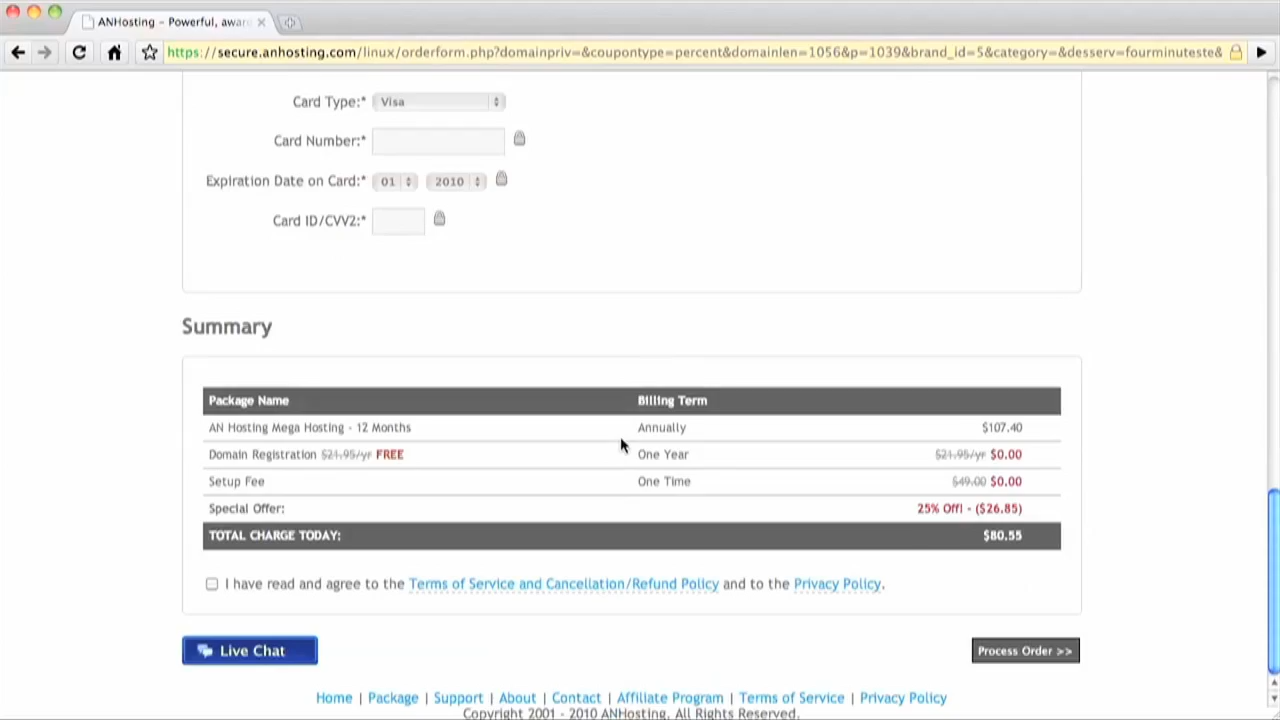 ANHosting - Powerful, awar
https://secure.anhosting.com/linux/orderform.php?domainpriv=&coupontype=percent&domainlen=1056&p=1039&brand_id=5&category=&desserv=fourminuteste&
Card Type:* Visa
Card Number:*
Expiration Date on Card:* 01 2010
Card ID/CVV2:*
Summary
Package Name Billing Term
AN Hosting Mega Hosting - 12 Months Annually $107.40
Domain Registration $21.95/yr FREE One Year $21.95/yr $0.00
Setup Fee One Time $49.00 $0.00
Special Offer: 25% Off! - ($26.85)
TOTAL CHARGE TODAY: $80.55
I have read and agree to the Terms of Service and Cancellation/Refund Policy and to the Privacy Policy.
Live Chat Process Order >>
Home | Package | Support | About | Contact | Affiliate Program | Terms of Service | Privacy Policy
Copyright 2001 - 2010 ANHosting. All Rights Reserved.